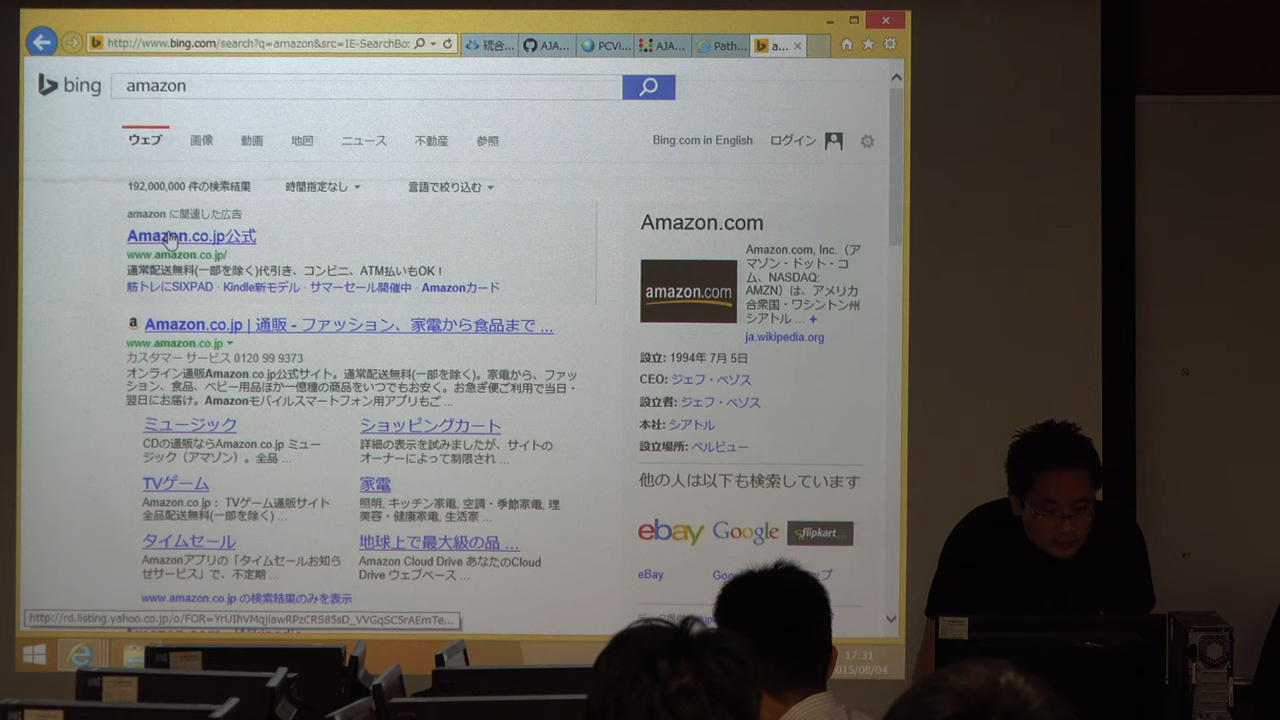 http://www.bing.com/search?q=amazon&src=IE-SearchBo:
統合...
AJA...
PCVi...
AJA...
Path...
a...
bing
amazon
ウェブ 画像 動画 地図 ニュース 不動産 参照
Bing.com in English ログイン
192,000,000 件の検索結果 時間指定なし 言語で絞り込む
amazon に関連した広告
Amazon.co.jp公式
www.amazon.co.jp/
通常配送無料(一部を除く)代引き、コンビニ、ATM払いもOK！
筋トレにSIXPAD · Kindle新モデル · サマーセール開催中 · Amazonカード
a Amazon.co.jp | 通販 - ファッション、家電から食品まで ...
www.amazon.co.jp
カスタマー サービス 0120 99 9373
オンライン通販Amazon.co.jp公式サイト。通常配送無料(一部を除く)。家電から、ファッ
ション、食品、ベビー用品ほか一億種の商品をいつでもお安く。お急ぎ便ご利用で当日・
翌日にお届け。Amazonモバイルスマートフォン用アプリもご ...
ミュージック
CDの通販ならAmazon.co.jp ミュー
ジック（アマゾン）。全品 ...
ショッピングカート
詳細の表示を試みましたが、サイトの
オーナーによって制限され ...
TVゲーム
Amazon.co.jp： TVゲーム通販サイト
全品配送無料(一部を除く) ...
家電
照明, キッチン家電, 空調・季節家電, 理
美容・健康家電, 生活家 ...
タイムセール
Amazonアプリの「タイムセールお知ら
せサービス」で、不定期 ...
地球上で最大級の品 ...
Amazon Cloud Drive あなたのCloud
Drive ウェブベース ...
www.amazon.co.jp の検索結果のみを表示
Amazon.com
amazon.com
Amazon.com, Inc.（ア
マゾン・ドット・コ
ム、NASDAQ:
AMZN）は、アメリカ
合衆国・ワシントン州
シアトル ... +
ja.wikipedia.org
設立: 1994年 7月 5日
CEO: ジェフ・ベゾス
設立者: ジェフ・ベゾス
本社: シアトル
設立場所: ベルビュー
他の人は以下も検索しています
ebay Google flipkart
eBay
17:31
2015/08/04